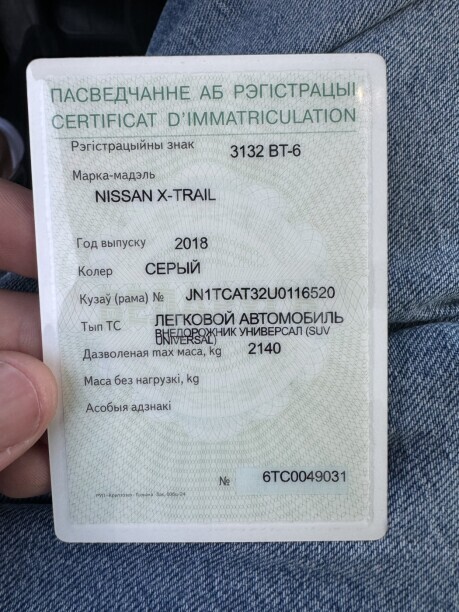 ПАСВЕДЧАННЕ АБ РЭГІСТРАЦЫІ
CERTIFICAT D'IMMATRICULATION
Рэгістрацыйны знак 3132 BT-6
Марка-мадэль
NISSAN X-TRAIL
Год выпуску 2018
Колер СЕРЫЙ
Кузаў (рама) № JN1TCAT32U0116520
Тып ТС ЛЕГКОВОЙ АВТОМОБИЛЬ
ВНЕДОРОЖНИК УНИВЕРСАЛ (SUV
UNIVERSAL)
Дазволеная max маса, kg 2140
Маса без нагрузкі, kg
Асобыя адзнакі
№ 6TC0049031